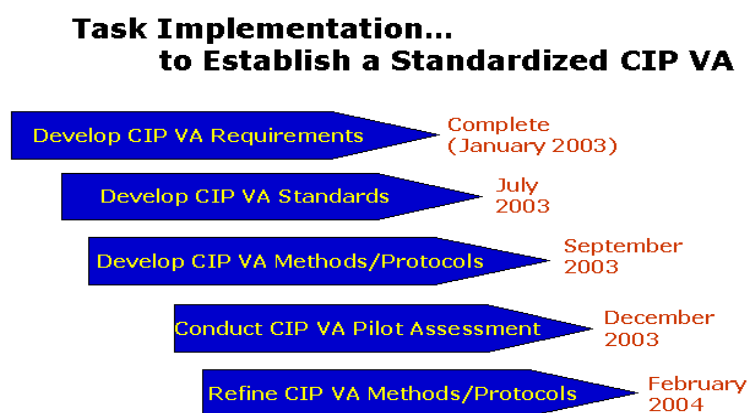 Task Implementation...
to Establish a Standardized CIP VA
Develop CIP VA Requirements
Complete
(January 2003)
Develop CIP VA Standards
July
2003
Develop CIP VA Methods/Protocols
September
2003
Conduct CIP VA Pilot Assessment
December
2003
Refine CIP VA Methods/Protocols
February
2004